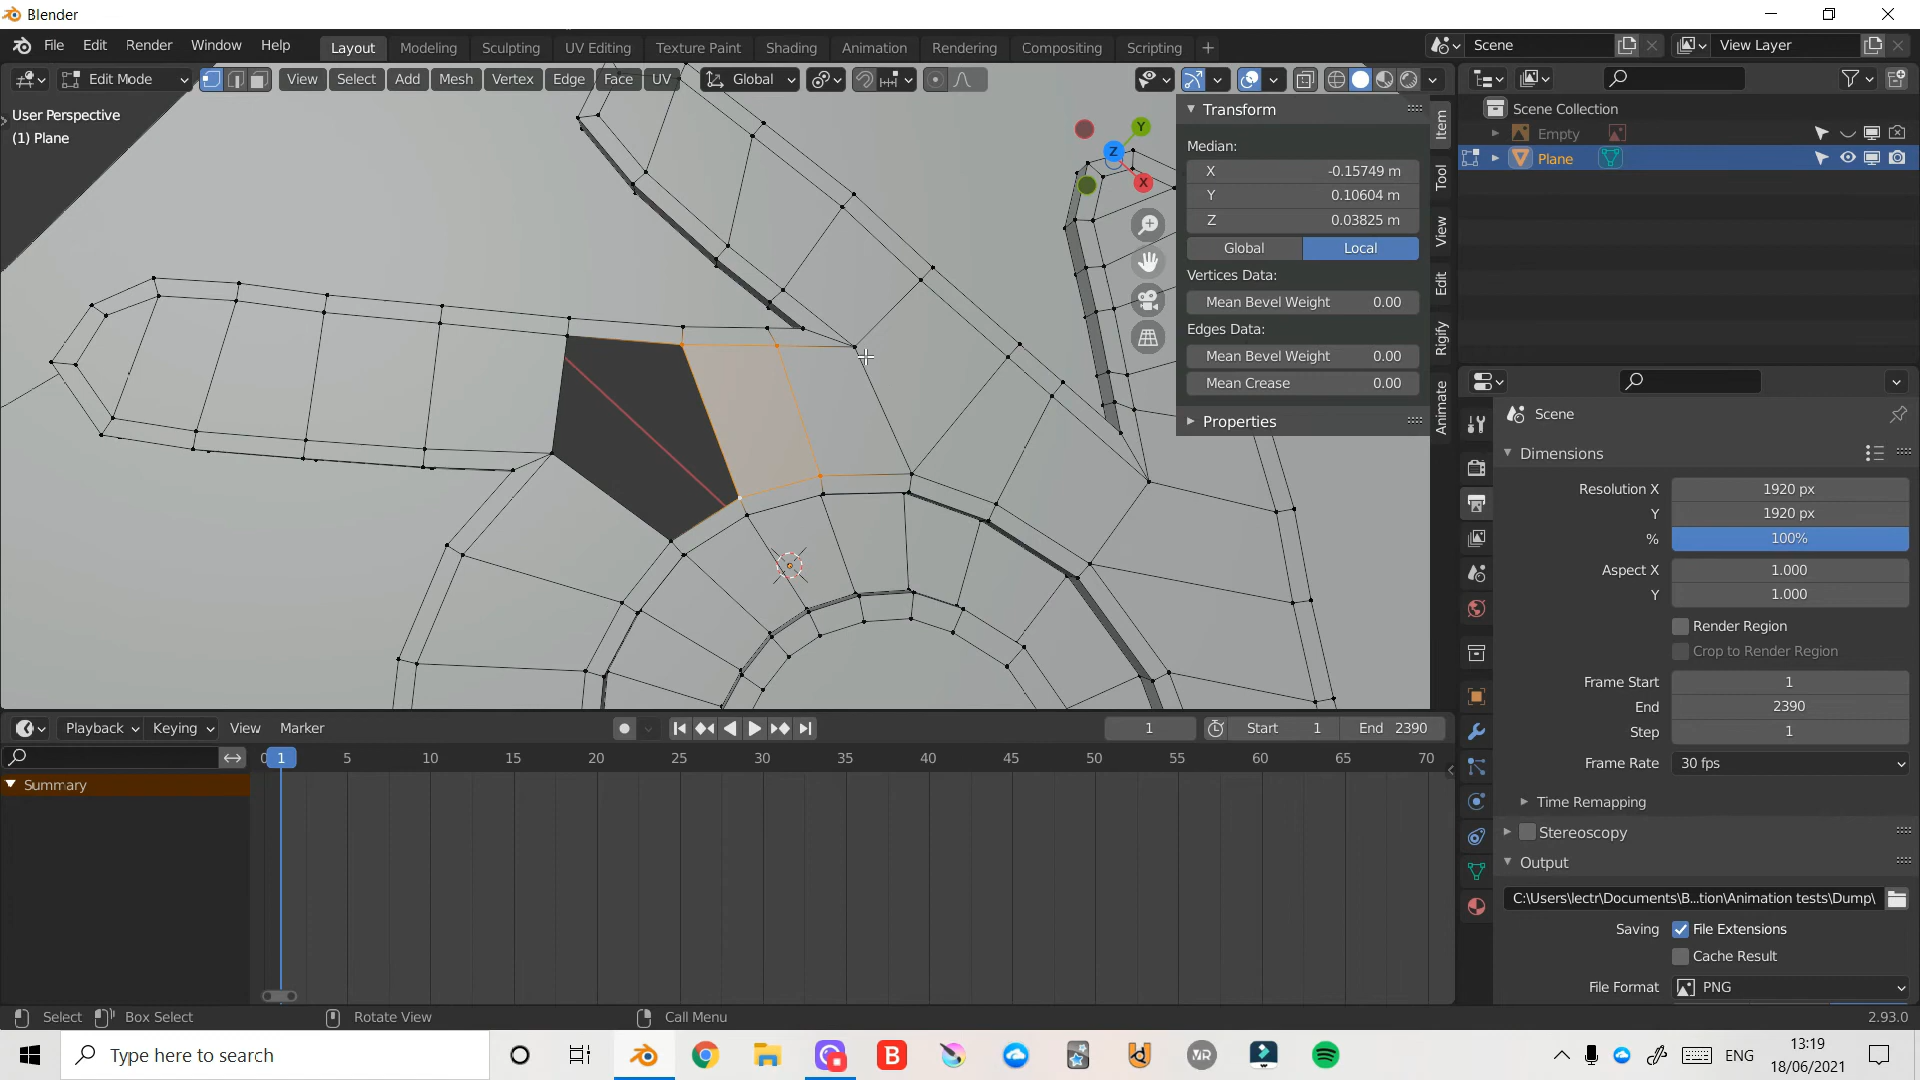 Blender
File Edit Render Window Help Layout Modeling Sculpting UV Editing Texture Paint Shading Animation Rendering Compositing Scripting + Scene View Layer
Edit Mode View Select Add Mesh Vertex Edge Face UV Global
User Perspective
(1) Plane
Transform
Median:
X -0.15749 m
Y 0.10604 m
Z 0.03825 m
Global Local
Vertices Data:
Mean Bevel Weight 0.00
Edges Data:
Mean Bevel Weight 0.00
Mean Crease 0.00
Properties
Item
Tool
View
Edit
Rigify
Animate
Y
Z
X
Scene Collection
Empty
Plane
Scene
Dimensions
Resolution X 1920 px
Y 1920 px
% 100%
Aspect X 1.000
Y 1.000
Render Region
Crop to Render Region
Frame Start 1
End 2390
Step 1
Frame Rate 30 fps
Time Remapping
Stereoscopy
Output
C:\Users\lectr\Documents\B...tion\Animation tests\Dump\
Saving File Extensions
Cache Result
File Format PNG
Playback Keying View Marker 1 Start 1 End 2390
0 1 5 10 15 20 25 30 35 40 45 50 55 60 65 70
Summary
Select Box Select Rotate View Call Menu 2.93.0
Type here to search
ENG
13:19
18/06/2021